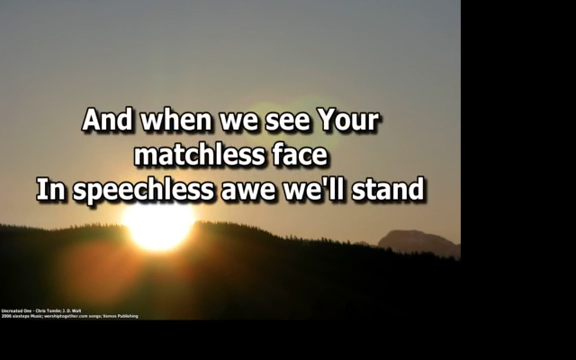 And when we see Your
matchless face
In speechless awe we'll stand
Uncreated One - Chris Tomlin; J. D. Walt
2006 sixsteps Music; worshiptogether.com songs; Vamos Publishing